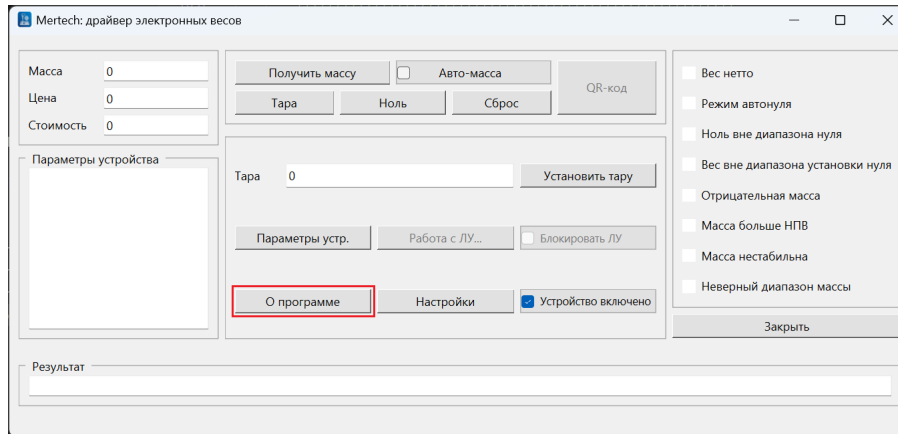 Mertech: драйвер электронных весов
Масса 0
Цена 0
Стоимость 0
Параметры устройства
Получить массу Авто-масса QR-код
Тара Ноль Сброс
Тара 0 Установить тару
Параметры устр. Работа с ЛУ... Блокировать ЛУ
О программе Настройки Устройство включено
Вес нетто
Режим автонуля
Ноль вне диапазона нуля
Вес вне диапазона установки нуля
Отрицательная масса
Масса больше НПВ
Масса нестабильна
Неверный диапазон массы
Закрыть
Результат